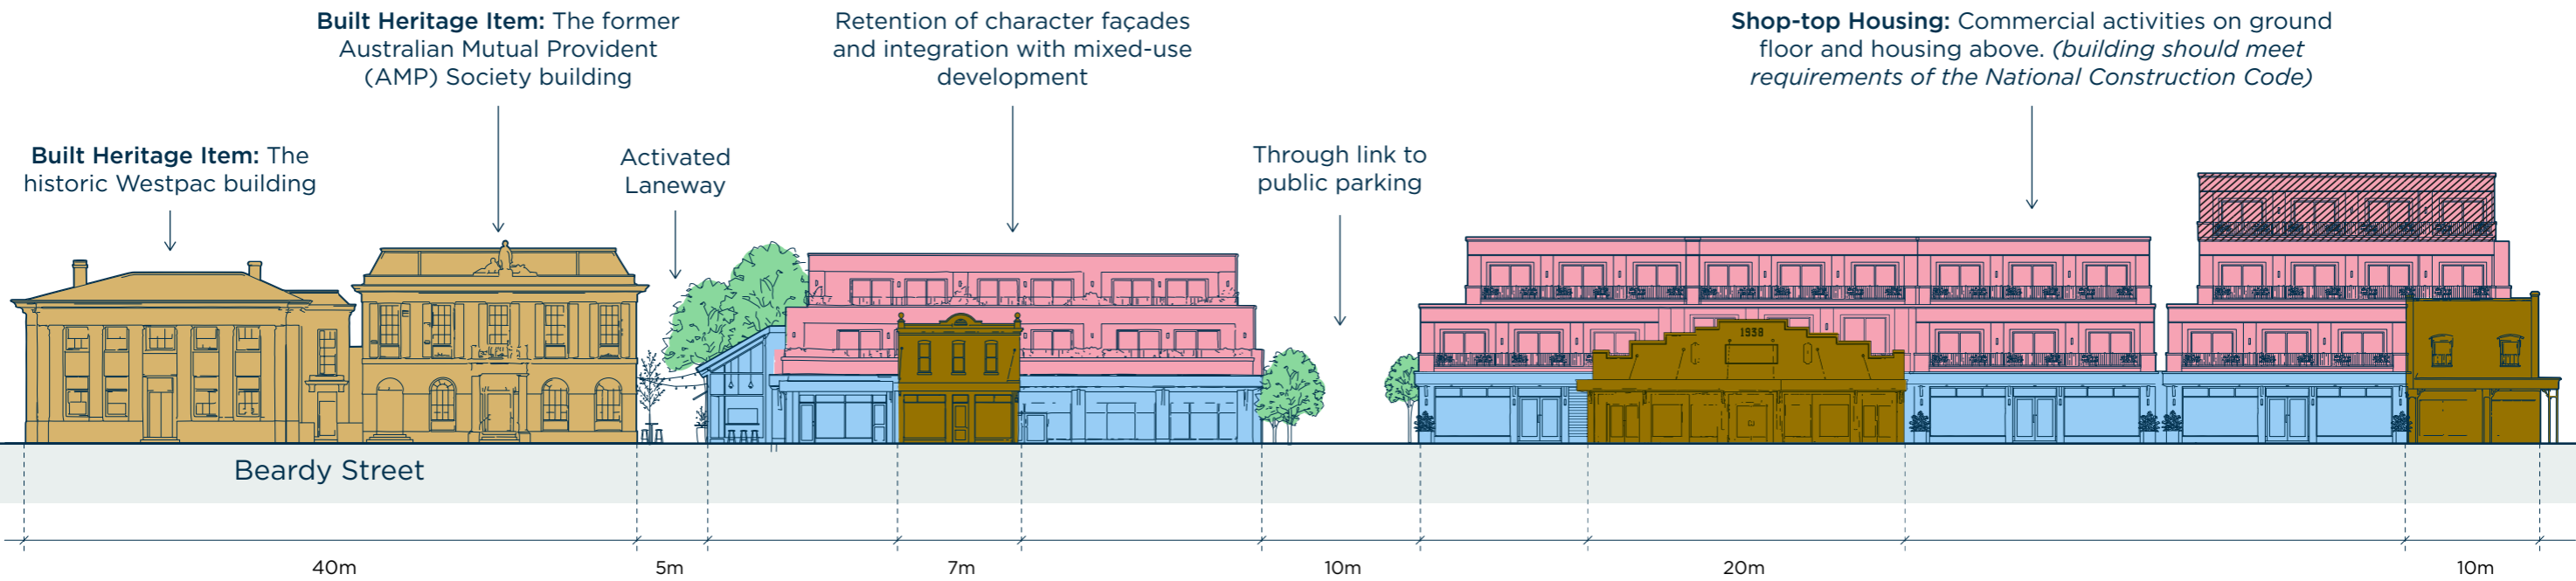 Built Heritage Item: The
historic Westpac building
Built Heritage Item: The former
Australian Mutual Provident
(AMP) Society building
Activated
Laneway
Retention of character façades
and integration with mixed-use
development
Through link to
public parking
Shop-top Housing: Commercial activities on ground
floor and housing above. (building should meet
requirements of the National Construction Code)
1938
Beardy Street
40m
5m
7m
10m
20m
10m